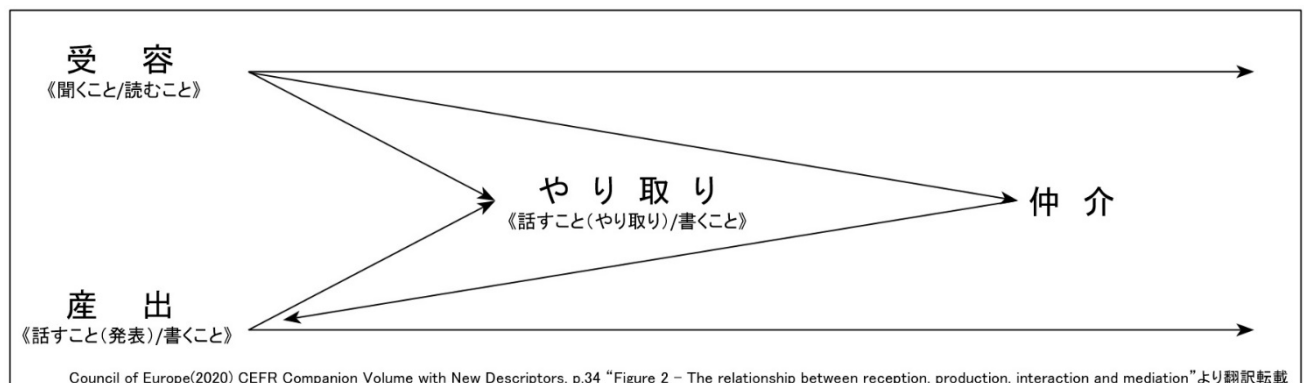 受 容
《聞くこと/読むこと》
や り 取 り
《話すこと(やり取り)/書くこと》
仲 介
産 出
《話すこと(発表)/書くこと》
Council of Europe(2020) CEFR Companion Volume with New Descriptors, p.34 “Figure 2 – The relationship between reception, production, interaction and mediation”より翻訳転載